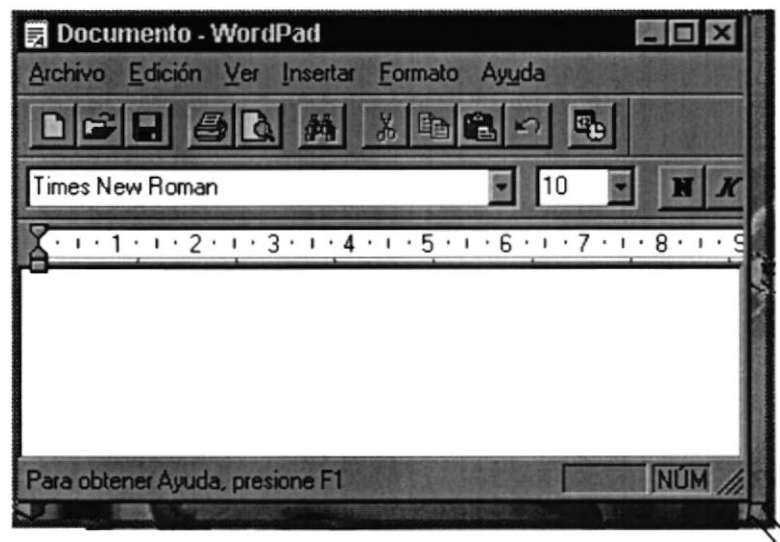 Documento - WordPad
Archivo Edición Ver Insertar Formato Ayuda
Times New Roman 10 N K
1 2 3 4 5 6 7 8 9
Para obtener Ayuda, presione F1 NÚM